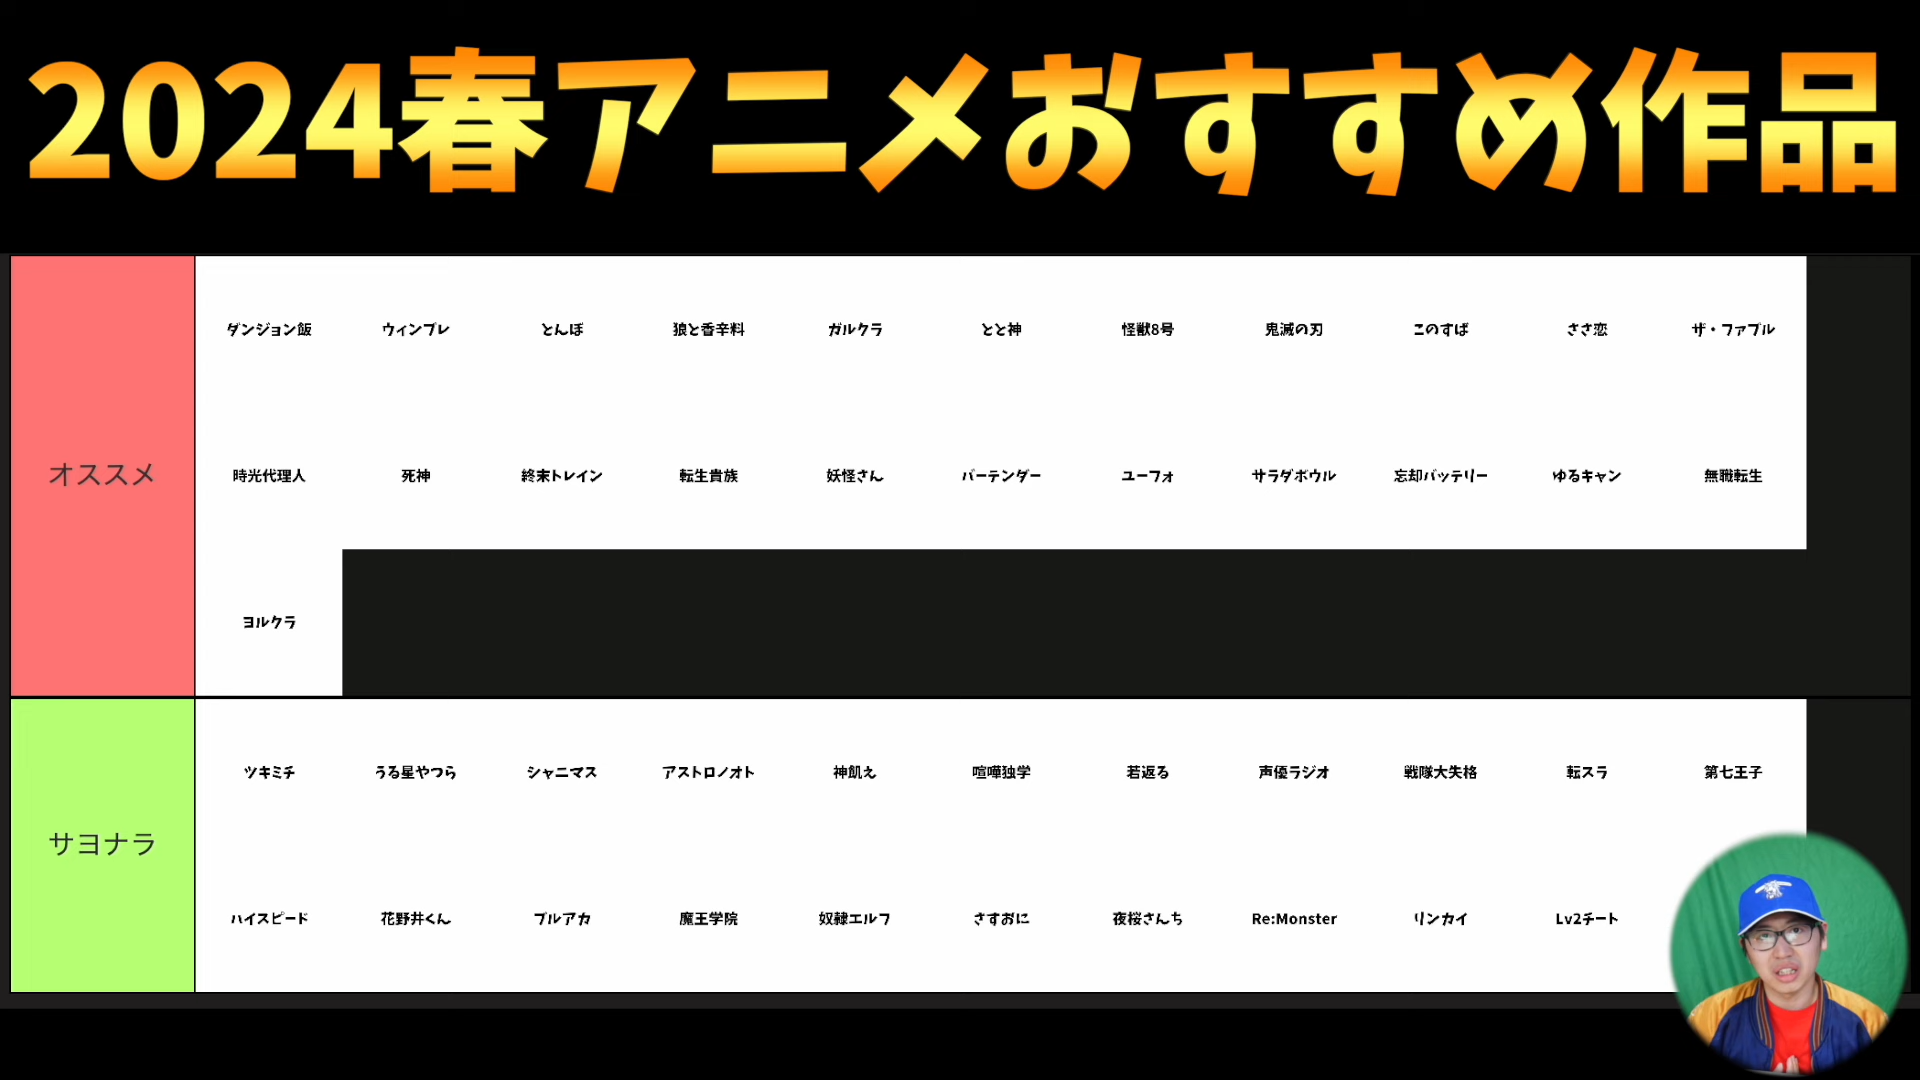 2024春アニメおすすめ作品
オススメ
ダンジョン飯 ウィンブレ とんぼ 狼と香辛料 ガルクラ とと神 怪獣8号 鬼滅の刃 このすば ささ恋 ザ・ファブル
時光代理人 死神 終末トレイン 転生貴族 妖怪さん バーテンダー ユーフォ サラダボウル 忘却バッテリー ゆるキャン 無職転生
ヨルクラ
サヨナラ
ツキミチ うる星やつら シャニマス アストロノオト 神飢え 喧嘩独学 若返る 声優ラジオ 戦隊大失格 転スラ 第七王子
ハイスピード 花野井くん ブルアカ 魔王学院 奴隷エルフ さすおに 夜桜さんち Re:Monster リンカイ Lv2チート